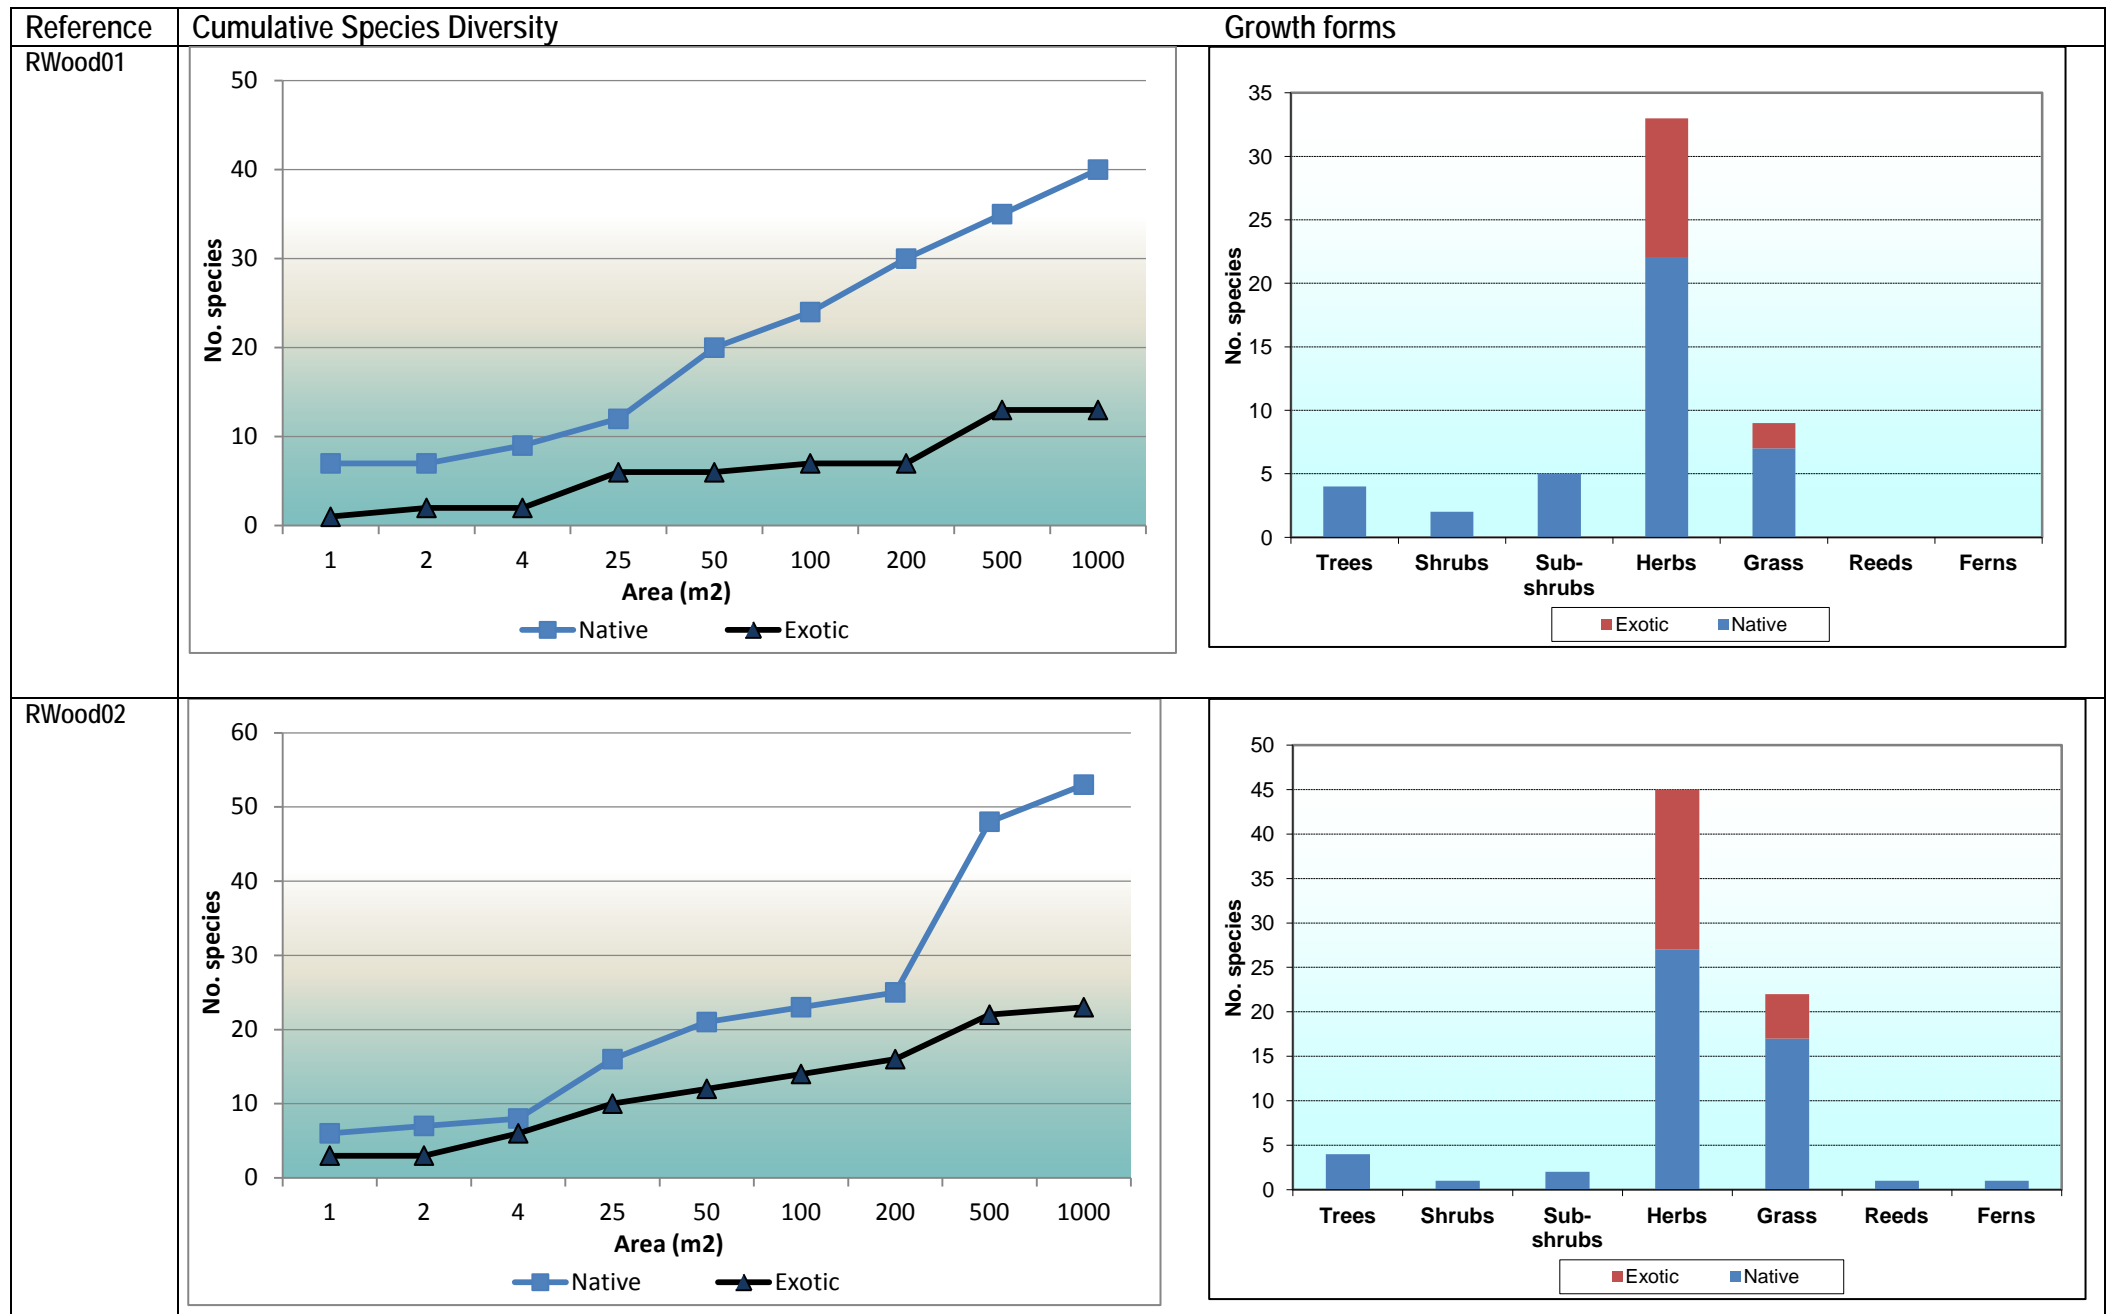 Reference Cumulative Species Diversity Growth forms
RWood01
50
40
30
20
10
0
No. species
1 2 4 25 50 100 200 500 1000
Area (m2)
Native Exotic
35
30
25
20
15
10
5
0
No. species
Trees Shrubs Sub- Herbs Grass Reeds Ferns
shrubs
Exotic Native
RWood02
60
50
40
30
20
10
0
No. species
1 2 4 25 50 100 200 500 1000
Area (m2)
Native Exotic
50
45
40
35
30
25
20
15
10
5
0
No. species
Trees Shrubs Sub- Herbs Grass Reeds Ferns
shrubs
Exotic Native